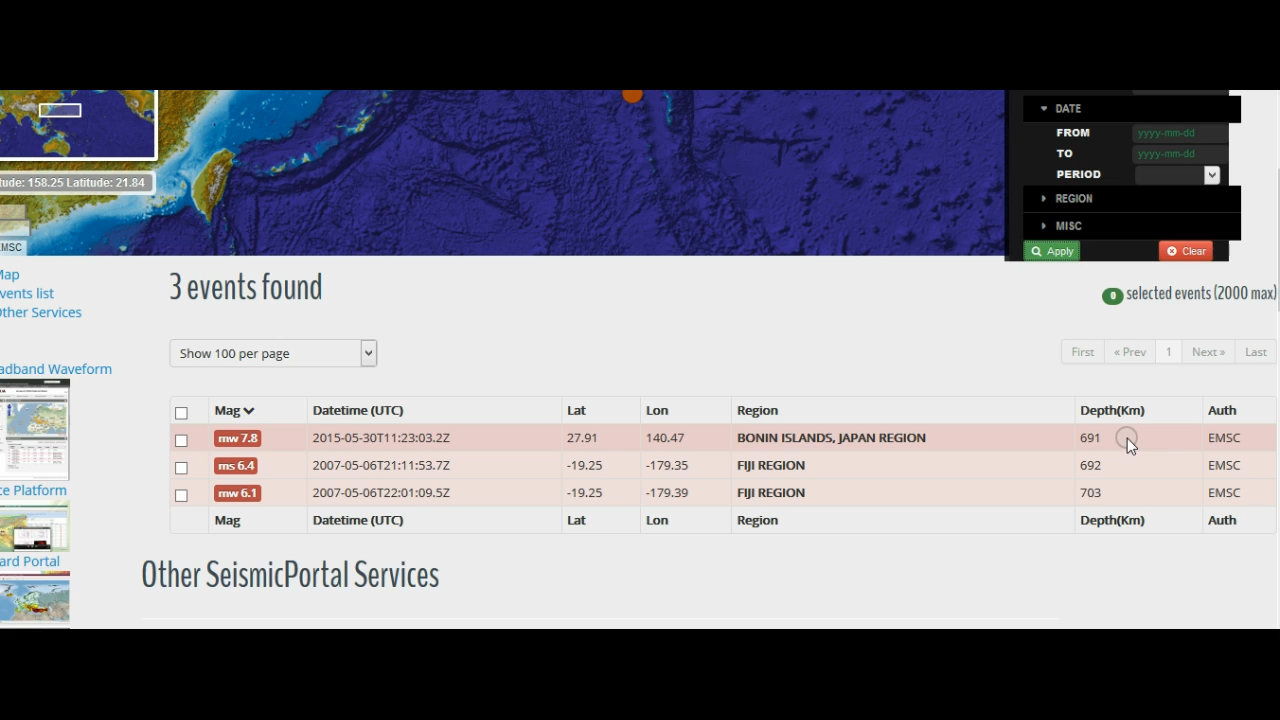 DATE
FROM yyyy-mm-dd
TO yyyy-mm-dd
PERIOD
REGION
MISC
Apply Clear
tude: 158.25 Latitude: 21.84
EMSC
Map
vents list
Other Services
adband Waveform
ce Platform
ard Portal
3 events found
0 selected events (2000 max)
Show 100 per page
First « Prev 1 Next » Last
Mag Datetime (UTC) Lat Lon Region Depth(Km) Auth
mw 7.8 2015-05-30T11:23:03.2Z 27.91 140.47 BONIN ISLANDS, JAPAN REGION 691 EMSC
ms 6.4 2007-05-06T21:11:53.7Z -19.25 -179.35 FIJI REGION 692 EMSC
mw 6.1 2007-05-06T22:01:09.5Z -19.25 -179.39 FIJI REGION 703 EMSC
Mag Datetime (UTC) Lat Lon Region Depth(Km) Auth
Other SeismicPortal Services